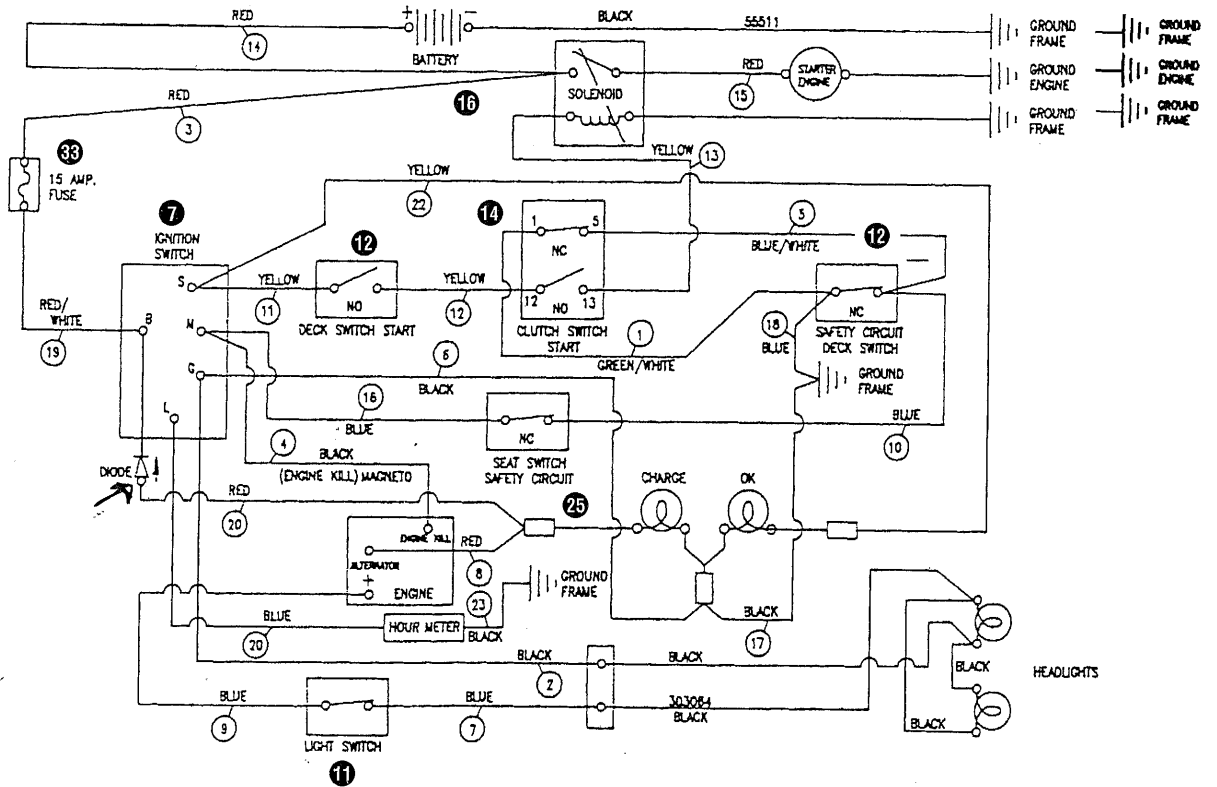 RED
14
+
−
BATTERY
BLACK
55511
GROUND
FRAME
GROUND
FRAME
RED
3
16
SOLENOID
RED
15
STARTER
ENGINE
GROUND
ENGINE
GROUND
ENGINE
GROUND
FRAME
GROUND
FRAME
33
15 AMP.
FUSE
YELLOW
13
YELLOW
22
7
IGNITION
SWITCH
12
14
1
5
NC
3
BLUE/WHITE
12
S
YELLOW
11
NO
DECK SWITCH START
YELLOW
12
12
13
NO
CLUTCH SWITCH
START
NC
SAFETY CIRCUIT
DECK SWITCH
RED/
WHITE
19
B
M
1
GREEN/WHITE
18
BLUE
G
6
BLACK
GROUND
FRAME
L
16
BLUE
NC
SEAT SWITCH
SAFETY CIRCUIT
BLUE
10
4
BLACK
(ENGINE KILL) MAGNETO
DIODE
RED
20
25
CHARGE
OK
ENGINE KILL
ALTERNATOR
+
ENGINE
RED
8
GROUND
FRAME
23
BLACK
BLUE
20
HOUR METER
BLACK
17
BLACK
2
BLACK
BLACK
HEADLIGHTS
BLUE
9
LIGHT SWITCH
11
BLUE
7
303064
BLACK
BLACK